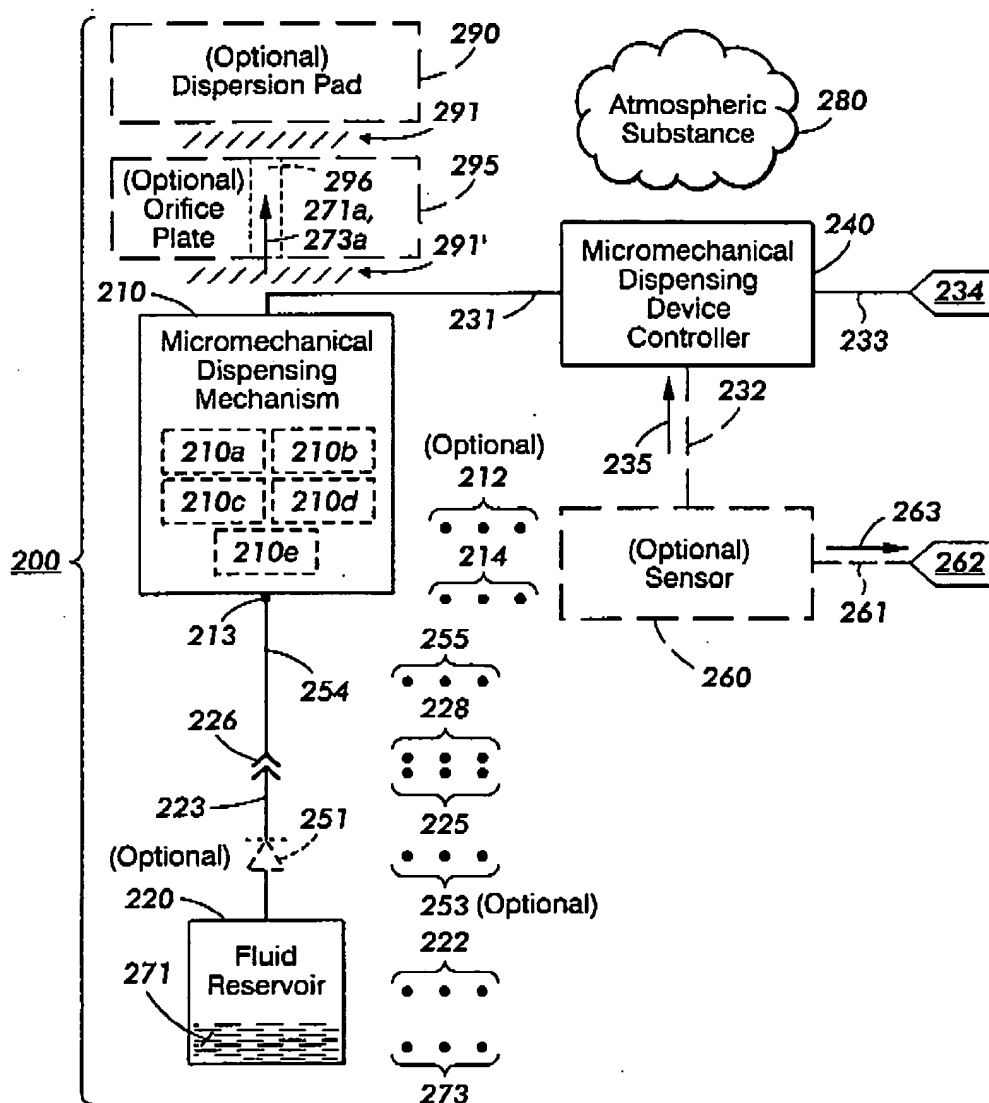 (Optional)
Dispersion Pad
290
291
(Optional)
Orifice
Plate
296
271a,
273a
295
291'
Atmospheric
Substance
280
210
Micromechanical
Dispensing
Mechanism
210a
210b
210c
210d
210e
231
240
Micromechanical
Dispensing
Device
Controller
233
234
235
232
(Optional)
212
214
(Optional)
Sensor
263
262
261
260
200
213
254
255
228
226
223
251
(Optional)
225
253 (Optional)
220
222
Fluid
Reservoir
271
273